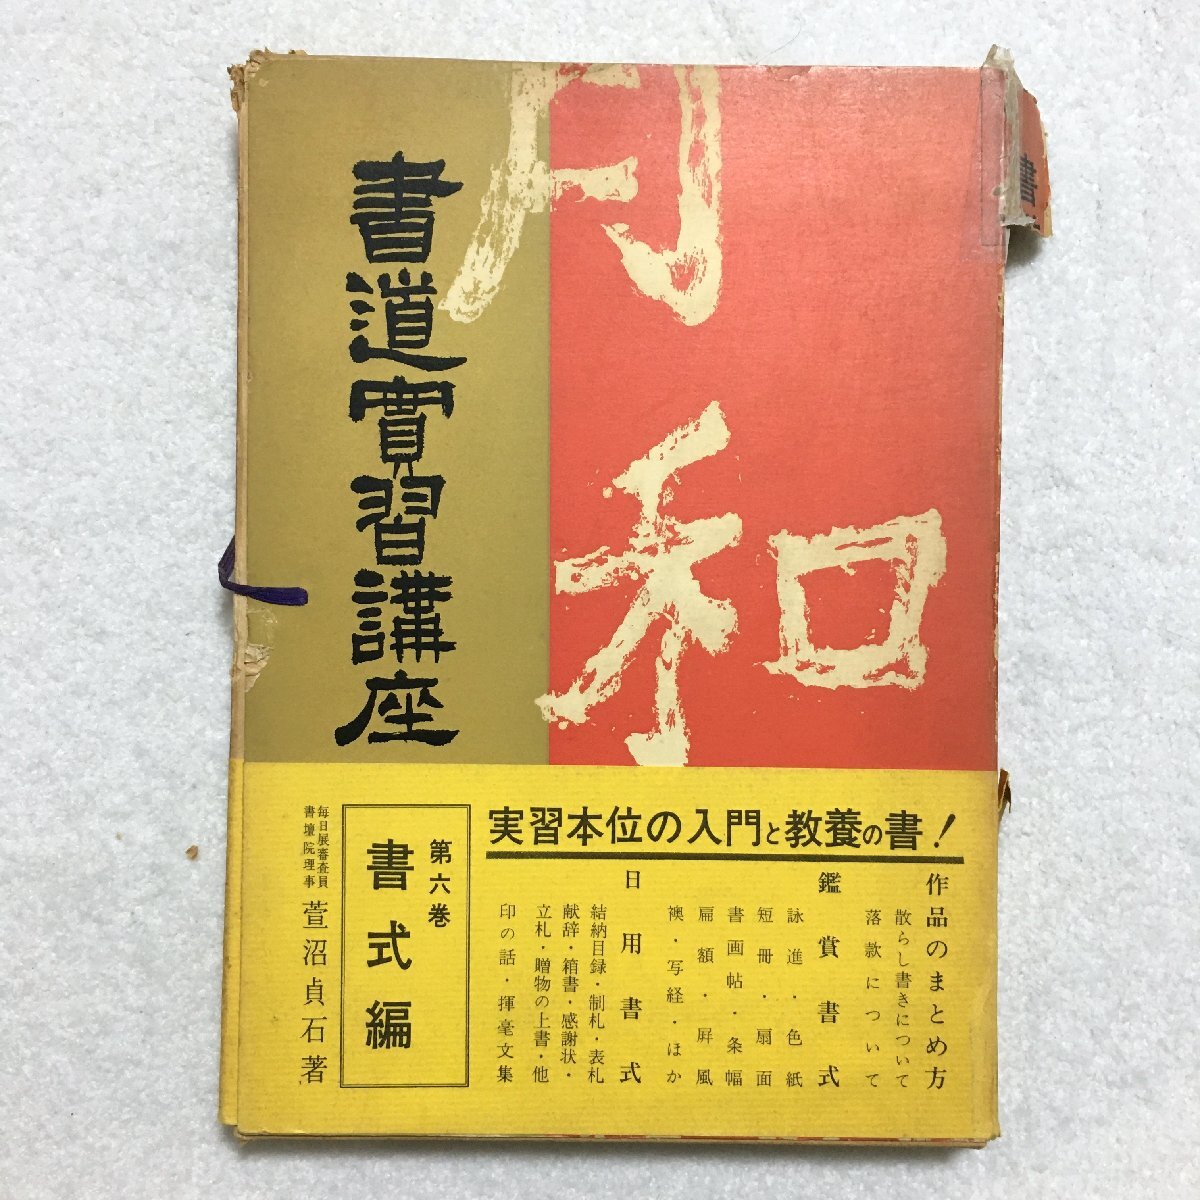 月
和
書道實習講座
書
実習本位の入門と教養の書！
作品のまとめ方
散らし書きについて
落款について
鑑賞書式
詠進・色紙
短冊・扇面
書画帖・条幅
扁額・屛風
襖・写経・ほか
日用書式
結納目録・制札・表札
献辞・箱書・感謝状・
立札・贈物の上書・他
印の話・揮毫文集
第六巻
書式編
毎日展審査員
書壇院理事
萱沼貞石著